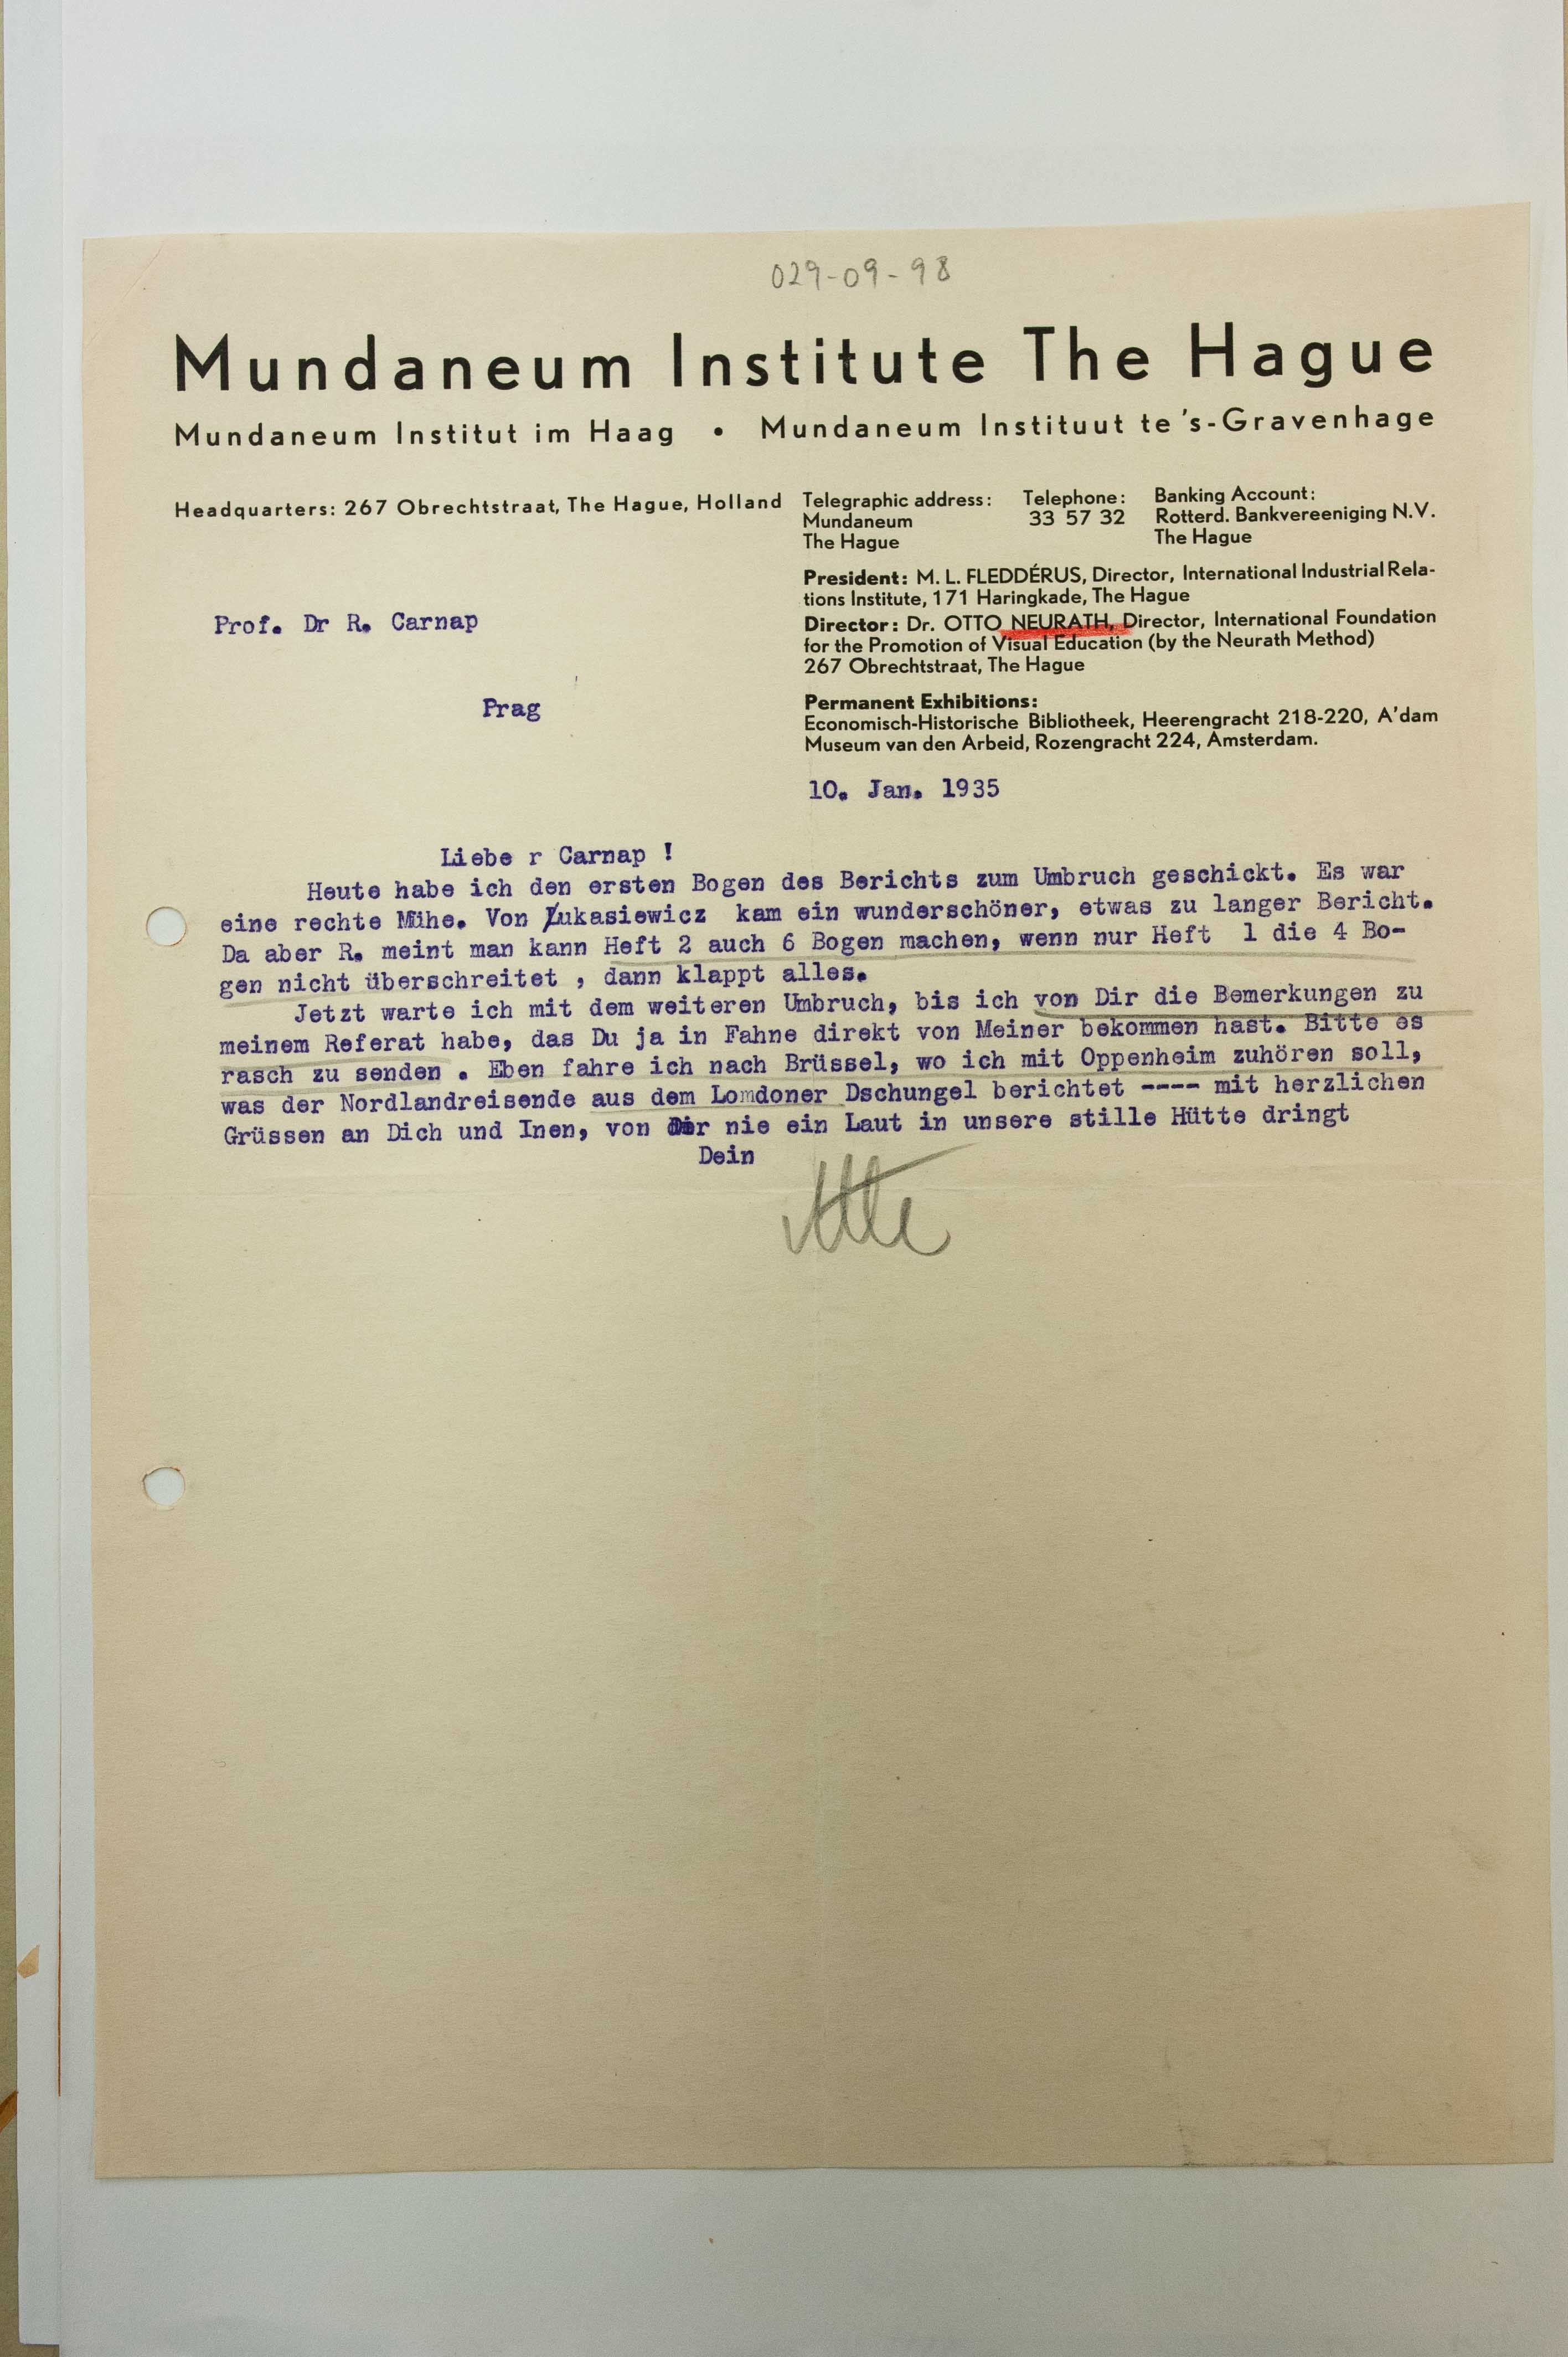 029-09-98
Mundaneum Institute The Hague
Mundaneum Institut im Haag • Mundaneum Instituut te 's-Gravenhage
Headquarters: 267 Obrechtstraat, The Hague, Holland
Telegraphic address:
Mundaneum
The Hague
Telephone:
33 57 32
Banking Account:
Rotterd. Bankvereeniging N.V.
The Hague
President: M. L. FLEDDÉRUS, Director, International Industrial Rela-
tions Institute, 171 Haringkade, The Hague
Director: Dr. OTTO NEURATH, Director, International Foundation
for the Promotion of Visual Education (by the Neurath Method)
267 Obrechtstraat, The Hague
Permanent Exhibitions:
Economisch-Historische Bibliotheek, Heerengracht 218-220, A'dam
Museum van den Arbeid, Rozengracht 224, Amsterdam.
Prof. Dr R. Carnap
Prag
10. Jan. 1935
Liebe r Carnap !
Heute habe ich den ersten Bogen des Berichts zum Umbruch geschickt. Es war
eine rechte Mühe. Von Łukasiewicz kam ein wunderschöner, etwas zu langer Bericht.
Da aber R. meint man kann Heft 2 auch 6 Bogen machen, wenn nur Heft 1 die 4 Bo-
gen nicht überschreitet , dann klappt alles.
Jetzt warte ich mit dem weiteren Umbruch, bis ich von Dir die Bemerkungen zu
meinem Referat habe, das Du ja in Fahne direkt von Meiner bekommen hast. Bitte es
rasch zu senden . Eben fahre ich nach Brüssel, wo ich mit Oppenheim zuhören soll,
was der Nordlandreisende aus dem Lomdoner Dschungel berichtet ---- mit herzlichen
Grüssen an Dich und Inen, von der nie ein Laut in unsere stille Hütte dringt
Dein